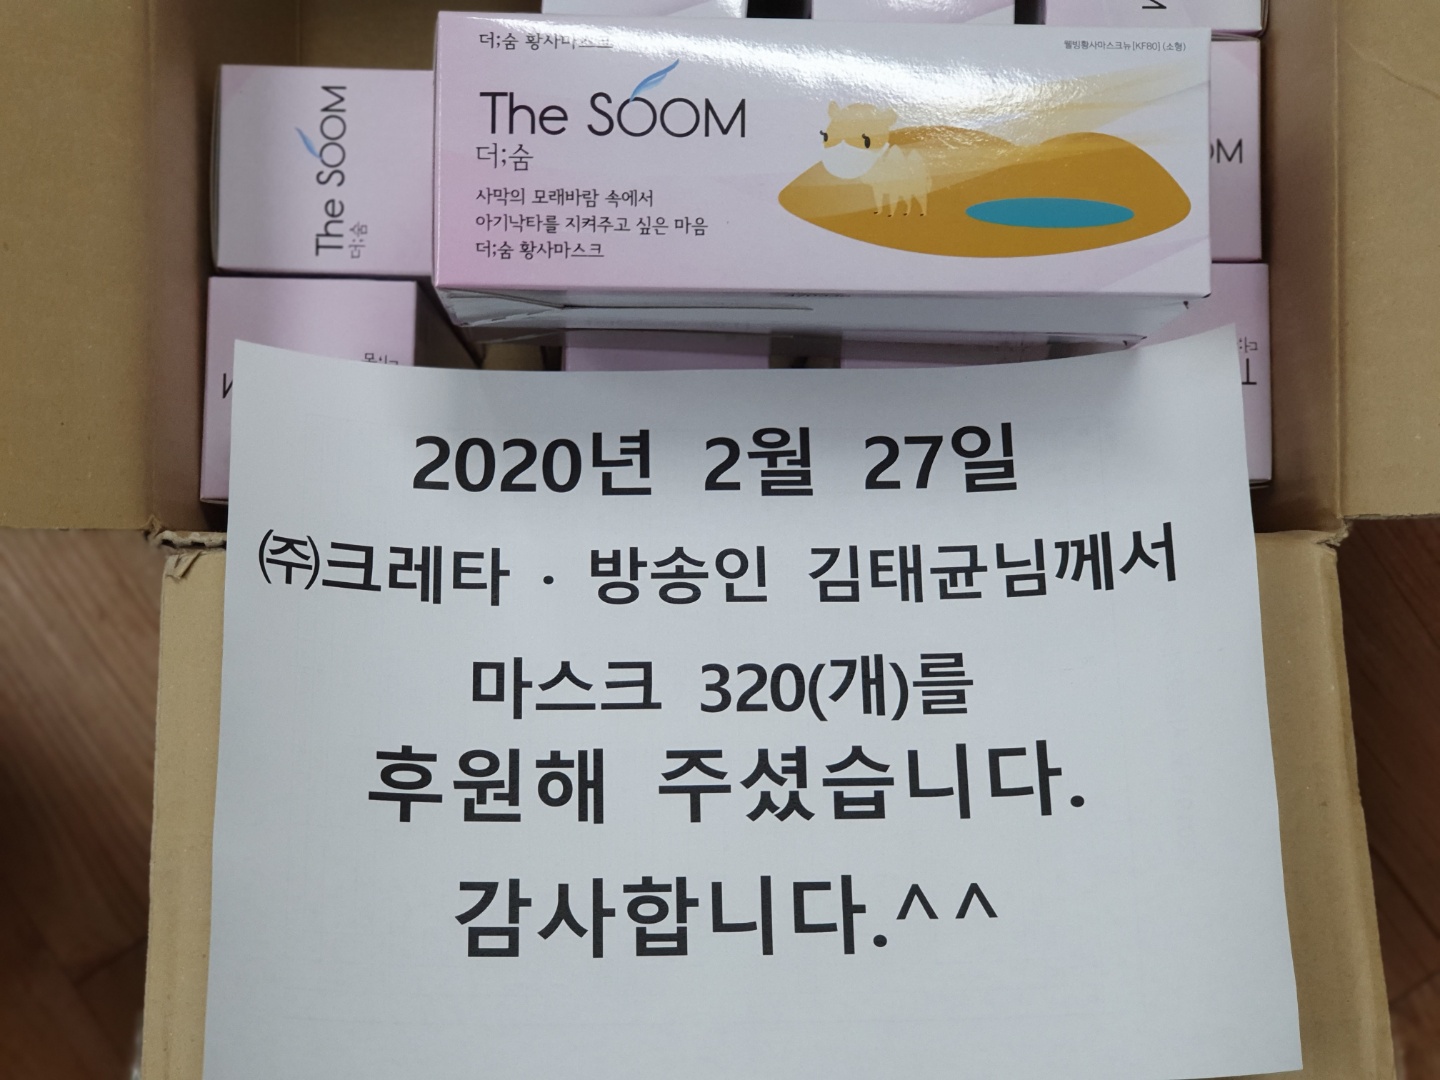 더;숨 황사마스크
웰빙황사마스크뉴[KF80] (소형)
The SOOM
더;숨
사막의 모래바람 속에서
아기낙타를 지켜주고 싶은 마음
더;숨 황사마스크
The SOOM
더;숨
OM
2020년 2월 27일
㈜크레타 · 방송인 김태균님께서
마스크 320(개)를
후원해 주셨습니다.
감사합니다.^^